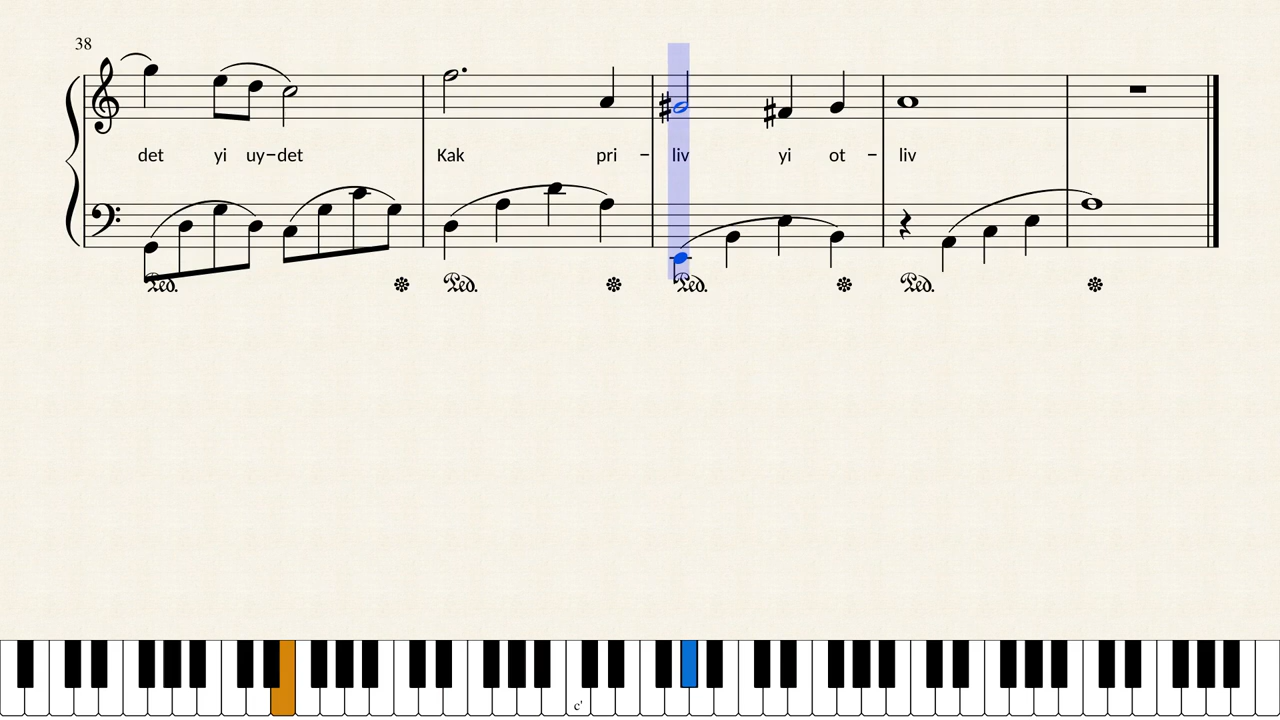 38
det yi uy-det Kak pri - liv yi ot - liv
Ped. Ped. Ped. Ped.
c'